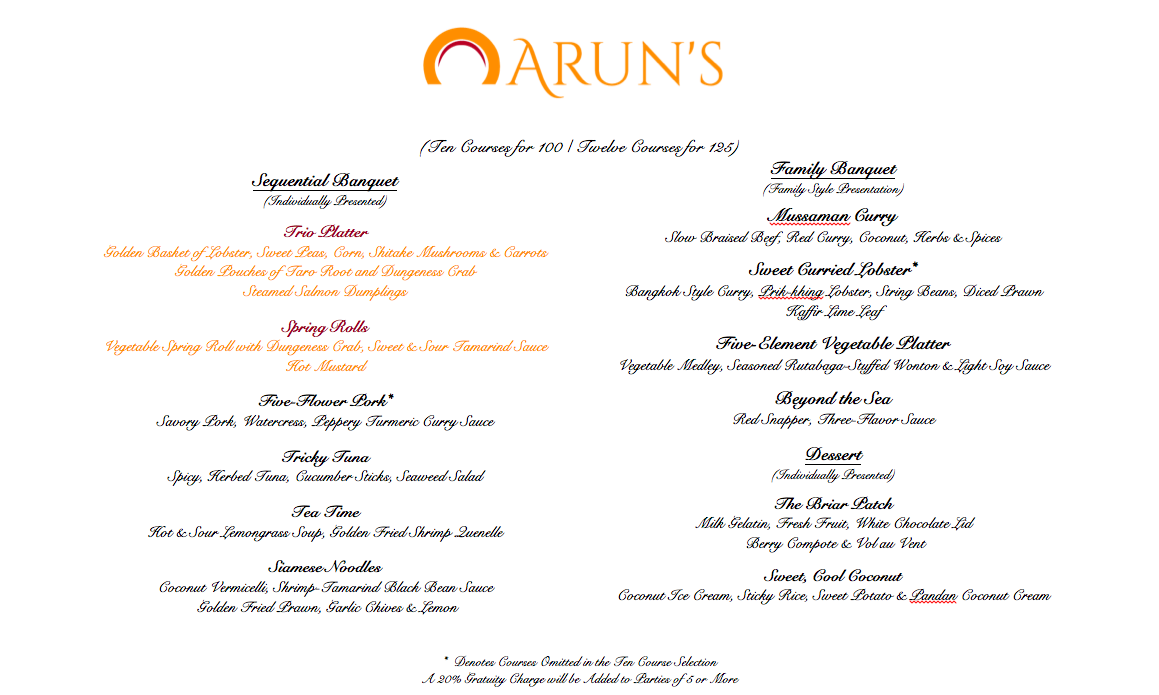 ARUN'S
(Ten Courses for 100 | Twelve Courses for 125)
Sequential Banquet
(Individually Presented)
Trio Platter
Golden Basket of Lobster, Sweet Peas, Corn, Shitake Mushrooms & Carrots
Golden Pouches of Taro Root and Dungeness Crab
Steamed Salmon Dumplings
Spring Rolls
Vegetable Spring Roll with Dungeness Crab, Sweet & Sour Tamarind Sauce
Hot Mustard
Five-Flower Pork*
Savory Pork, Watercress, Peppery Turmeric Curry Sauce
Tricky Tuna
Spicy, Herbed Tuna, Cucumber Sticks, Seaweed Salad
Tea Time
Hot & Sour Lemongrass Soup, Golden Fried Shrimp Quenelle
Siamese Noodles
Coconut Vermicelli, Shrimp-Tamarind Black Bean Sauce
Golden Fried Prawn, Garlic Chives & Lemon
Family Banquet
(Family Style Presentation)
Mussaman Curry
Slow Braised Beef, Red Curry, Coconut, Herbs & Spices
Sweet Curried Lobster*
Bangkok Style Curry, Prik-khing Lobster, String Beans, Diced Prawn
Kaffir Lime Leaf
Five-Element Vegetable Platter
Vegetable Medley, Seasoned Rutabaga-Stuffed Wonton & Light Soy Sauce
Beyond the Sea
Red Snapper, Three-Flavor Sauce
Dessert
(Individually Presented)
The Briar Patch
Milk Gelatin, Fresh Fruit, White Chocolate Lid
Berry Compote & Vol au Vent
Sweet, Cool Coconut
Coconut Ice Cream, Sticky Rice, Sweet Potato & Pandan Coconut Cream
* Denotes Courses Omitted in the Ten Course Selection
A 20% Gratuity Charge will be Added to Parties of 5 or More